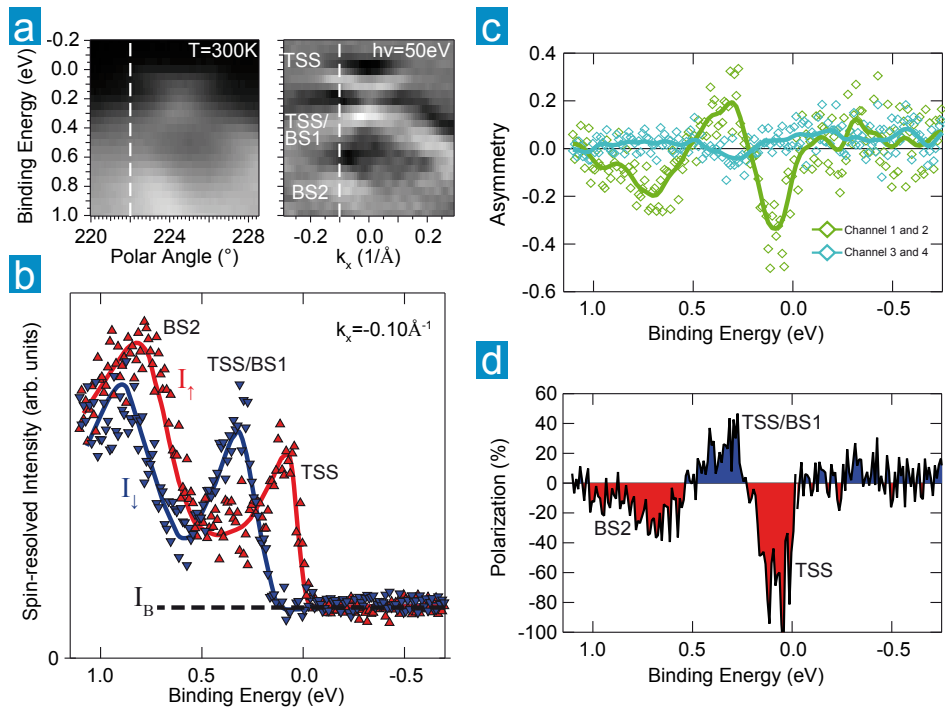 a
-0.2
0.0
0.2
0.4
0.6
0.8
1.0
Binding Energy (eV)
T=300K
220
224
228
Polar Angle (°)
hν=50eV
TSS
TSS/
BS1
BS2
-0.2
0.0
0.2
kx (1/Å)
b
Spin-resolved Intensity (arb. units)
BS2
kx=-0.10Å-1
TSS/BS1
I↑
TSS
I↓
IB
0
1.0
0.5
0.0
-0.5
Binding Energy (eV)
c
0.4
0.2
0.0
-0.2
-0.4
-0.6
Asymmetry
Channel 1 and 2
Channel 3 and 4
1.0
0.5
0.0
-0.5
Binding Energy (eV)
d
60
40
20
0
-20
-40
-60
-80
-100
Polarization (%)
TSS/BS1
BS2
TSS
1.0
0.5
0.0
-0.5
Binding Energy (eV)